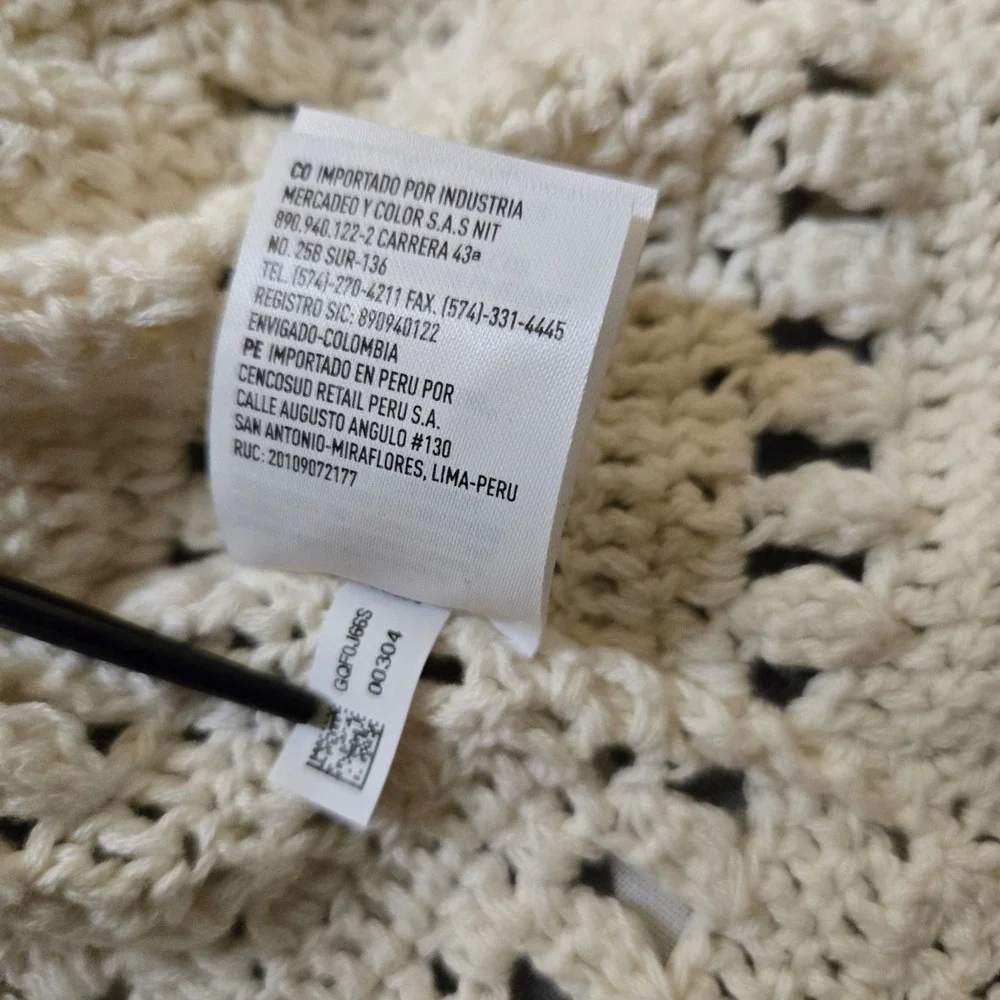 CO IMPORTADO POR INDUSTRIA
MERCADEO Y COLOR S.A.S NIT
890.940.122-2 CARRERA 43ª
NO. 25B SUR-136
TEL. (574)-270-4211 FAX. (574)-331-4445
REGISTRO SIC: 890940122
ENVIGADO-COLOMBIA
PE IMPORTADO EN PERU POR
CENCOSUD RETAIL PERU S.A.
CALLE AUGUSTO ANGULO #130
SAN ANTONIO-MIRAFLORES, LIMA-PERU
RUC: 20109072177
GQF0J66S
00304